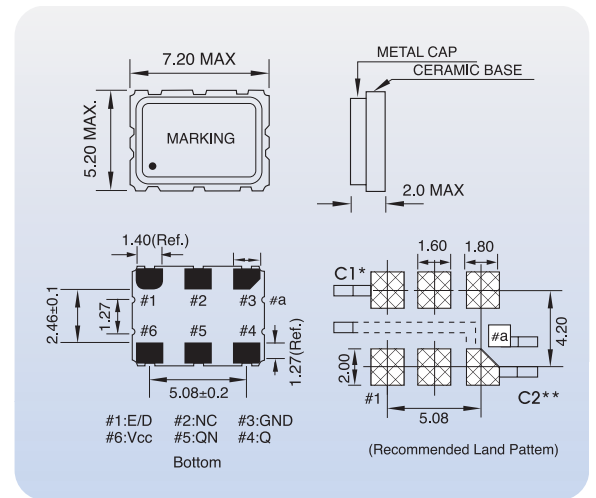 7.20 MAX
5.20 MAX.
MARKING
METAL CAP
CERAMIC BASE
2.0 MAX
1.40(Ref.)
2.46±0.1
1.27
#1 #2 #3 #a
#6 #5 #4
1.27(Ref.)
5.08±0.2
#1:E/D #2:NC #3:GND
#6:Vcc #5:QN #4:Q
Bottom
1.60 1.80
C1*
#a
4.20
2.00
#1
5.08
C2**
(Recommended Land Pattem)